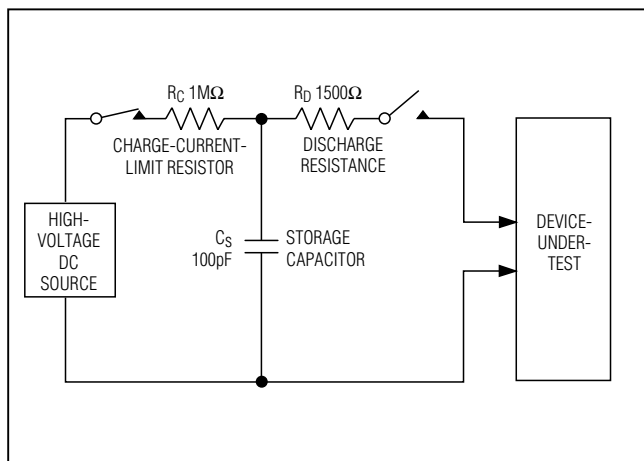 R_C 1MΩ
CHARGE-CURRENT-
LIMIT RESISTOR
R_D 1500Ω
DISCHARGE
RESISTANCE
HIGH-
VOLTAGE
DC
SOURCE
C_S
100pF
STORAGE
CAPACITOR
DEVICE-
UNDER-
TEST